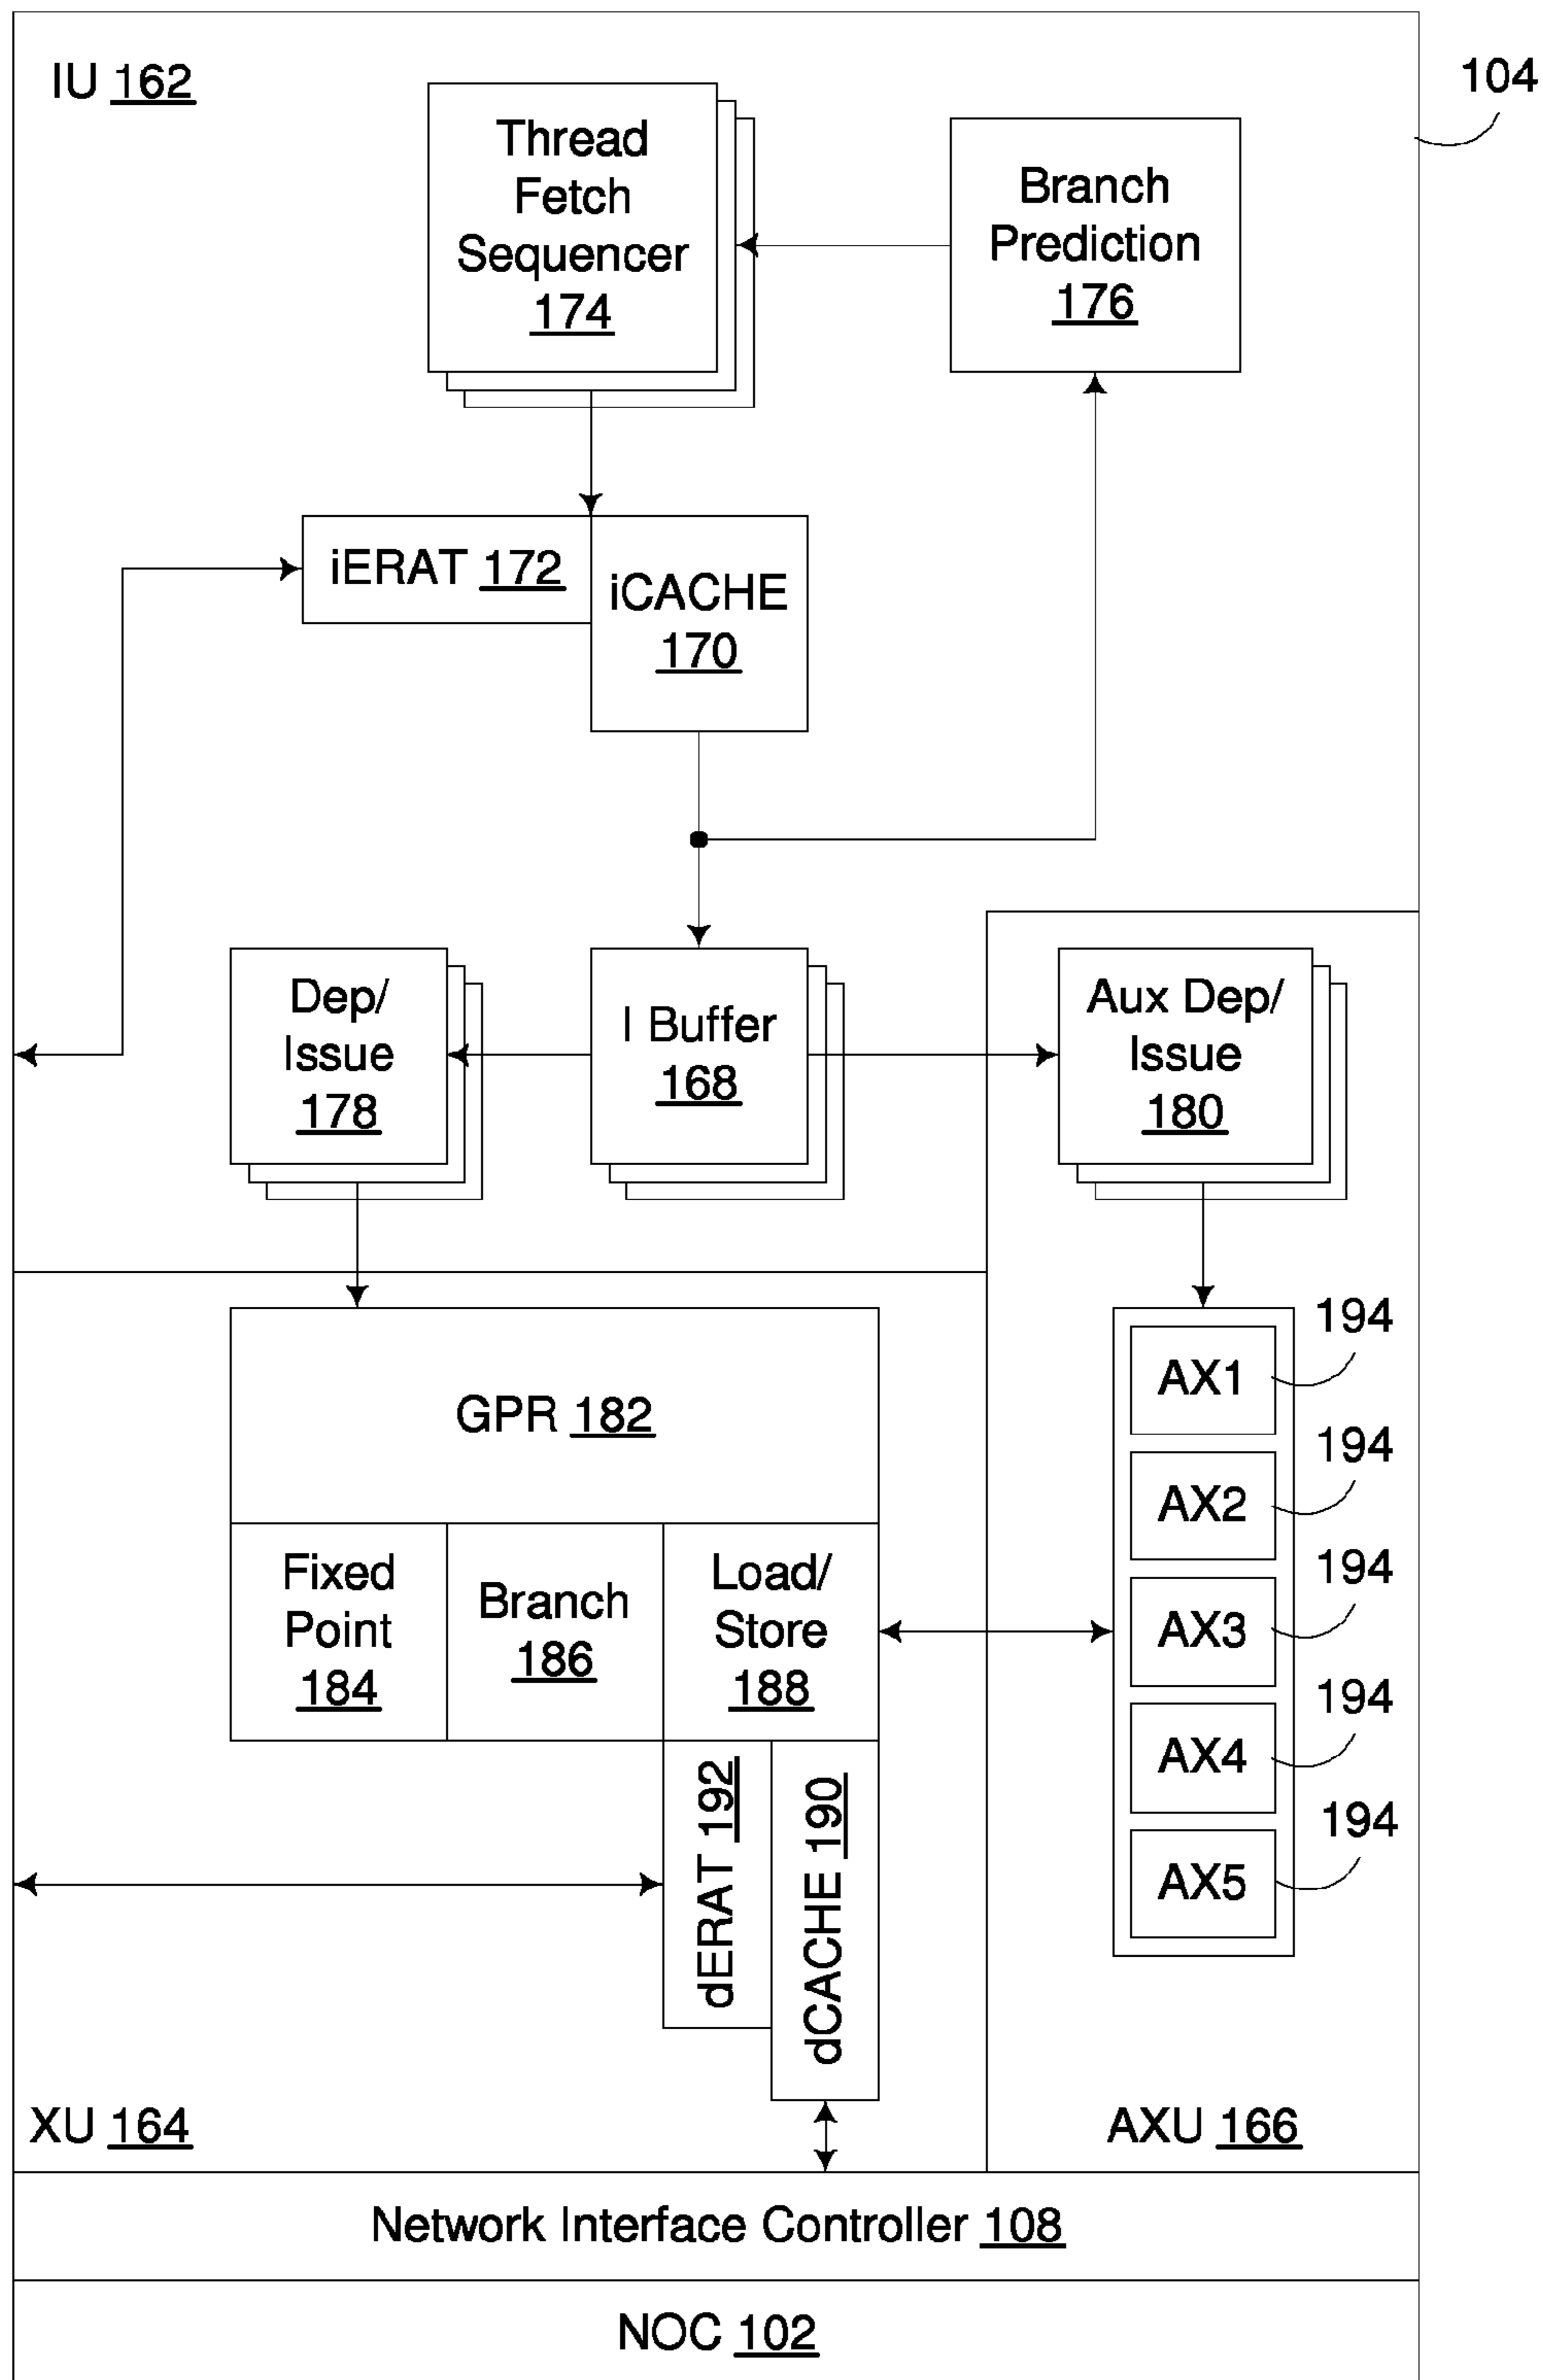 IU 162
104
Thread
Fetch
Sequencer
174
Branch
Prediction
176
iERAT 172
iCACHE
170
Dep/
Issue
178
I Buffer
168
Aux Dep/
Issue
180
GPR 182
Fixed
Point
184
Branch
186
Load/
Store
188
dERAT 192
dCACHE 190
AX1
194
AX2
194
AX3
194
AX4
194
AX5
194
XU 164
AXU 166
Network Interface Controller 108
NOC 102